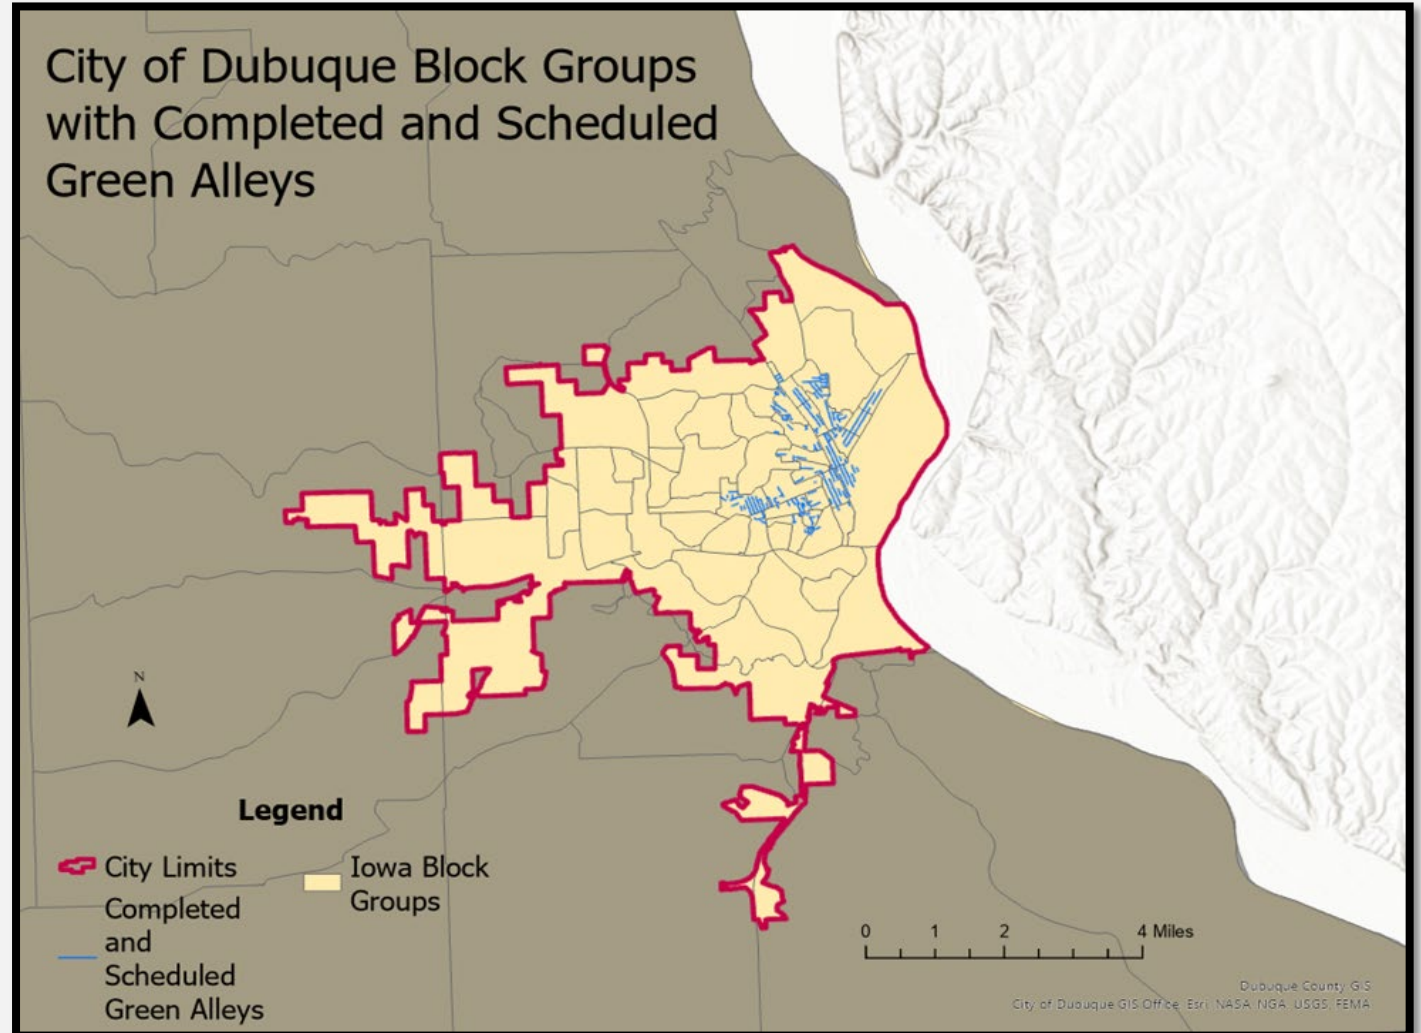 City of Dubuque Block Groups
with Completed and Scheduled
Green Alleys
N
Legend
City Limits
Completed
and
Scheduled
Green Alleys
Iowa Block
Groups
0 1 2 4 Miles
Dubuque County GIS
City of Dubuque GIS Office, Esri, NASA, NGA, USGS, FEMA